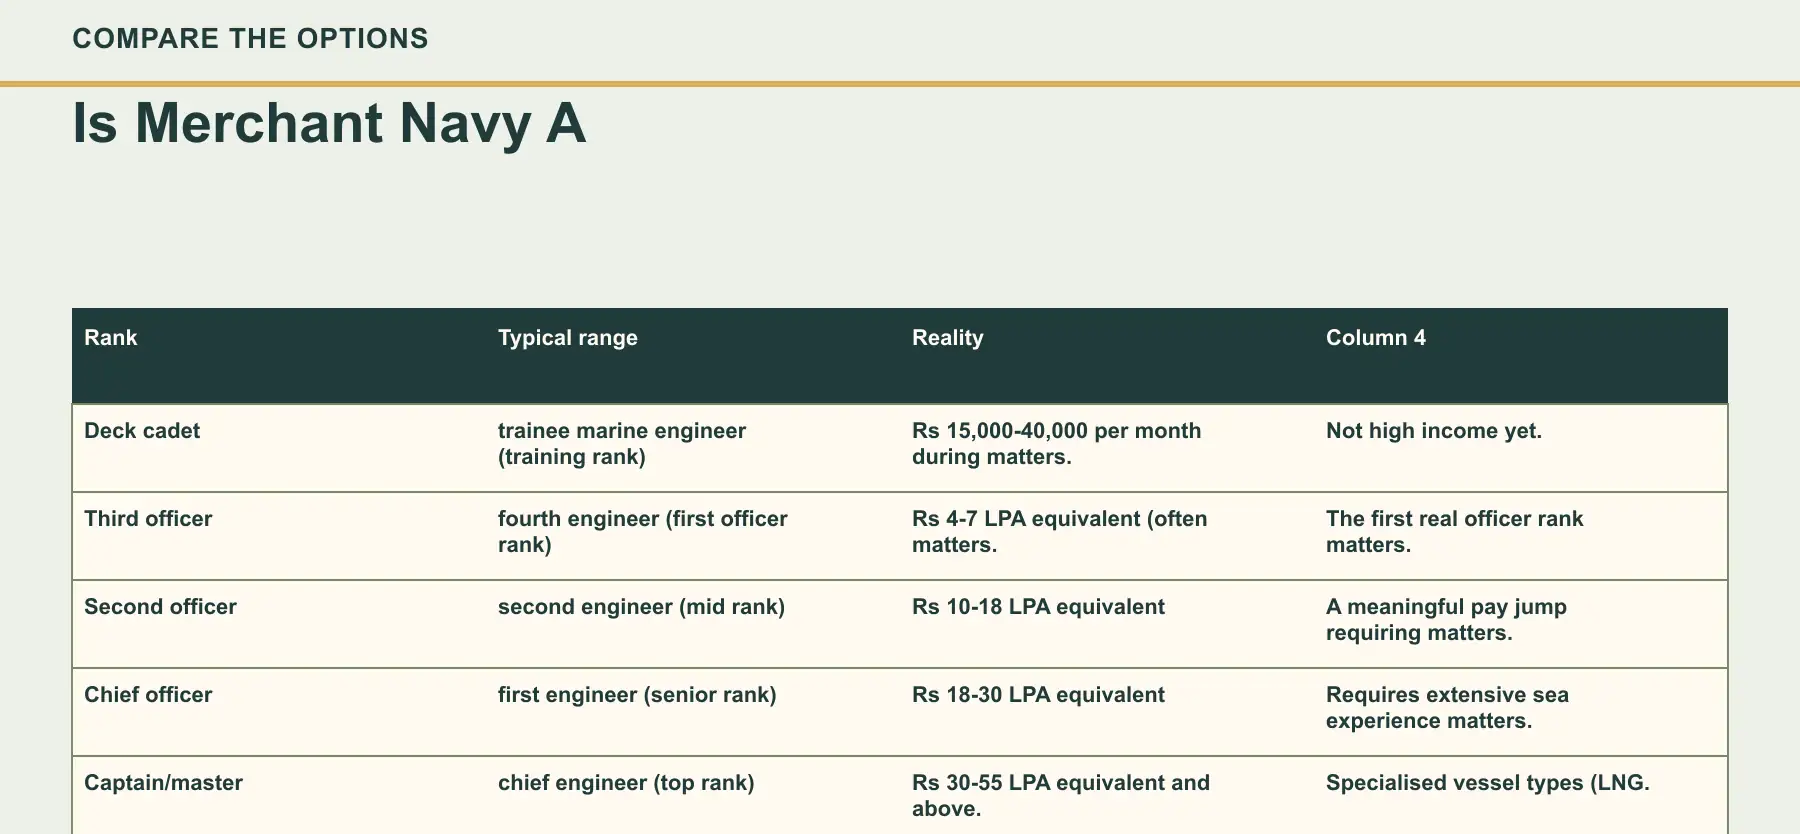 COMPARE THE OPTIONS
Is Merchant Navy A
Rank Typical range Reality Column 4
Deck cadet trainee marine engineer Rs 15,000-40,000 per month Not high income yet.
(training rank) during matters.
Third officer fourth engineer (first officer Rs 4-7 LPA equivalent (often The first real officer rank
rank) matters. matters.
Second officer second engineer (mid rank) Rs 10-18 LPA equivalent A meaningful pay jump
requiring matters.
Chief officer first engineer (senior rank) Rs 18-30 LPA equivalent Requires extensive sea
experience matters.
Captain/master chief engineer (top rank) Rs 30-55 LPA equivalent and Specialised vessel types (LNG.
above.